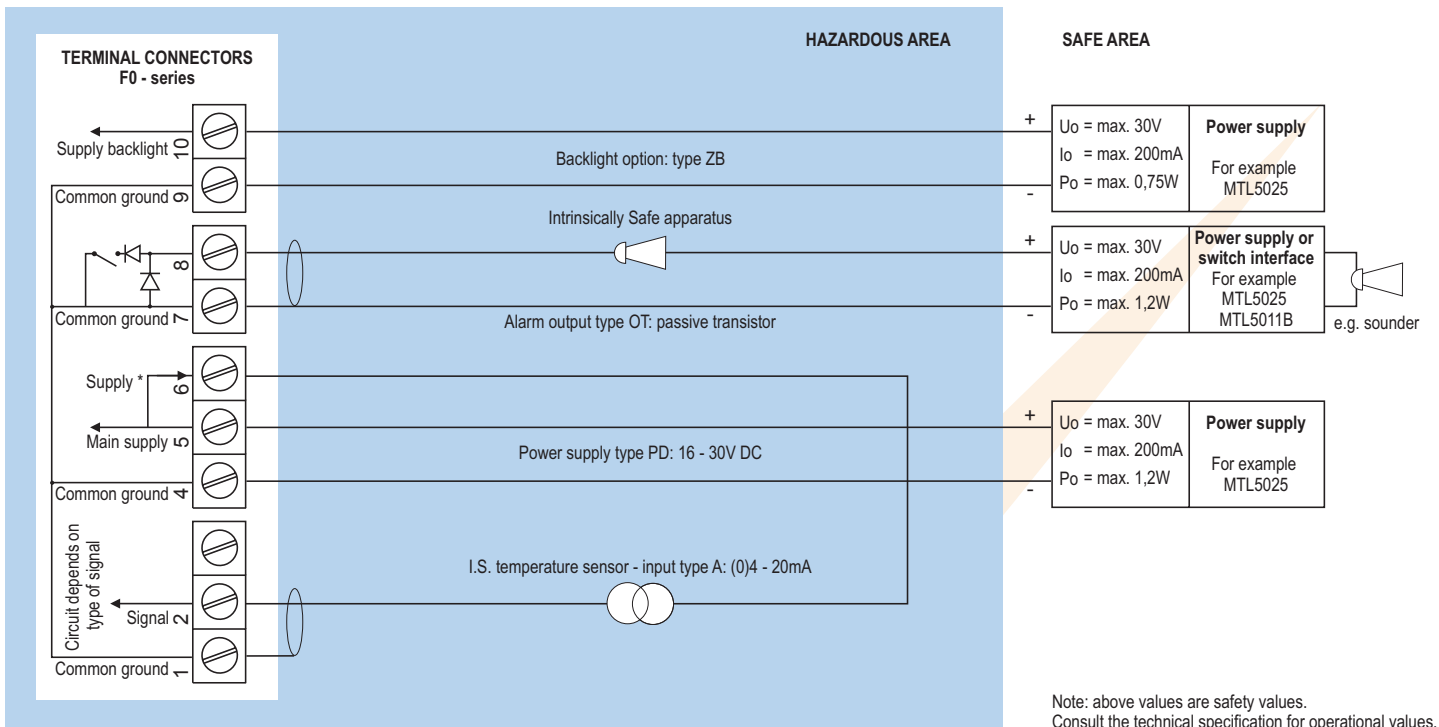 HAZARDOUS AREA
SAFE AREA
TERMINAL CONNECTORS
F0 - series
Supply backlight 10
Common ground 9
8
Common ground 7
Supply * 6
Main supply 5
Common ground 4
Circuit depends on
type of signal
Signal 2
Common ground 1
Backlight option: type ZB
Intrinsically Safe apparatus
Alarm output type OT: passive transistor
Power supply type PD: 16 - 30V DC
I.S. temperature sensor - input type A: (0)4 - 20mA
+
-
Uo = max. 30V
Io = max. 200mA
Po = max. 0,75W
Power supply
For example
MTL5025
+
-
Uo = max. 30V
Io = max. 200mA
Po = max. 1,2W
Power supply or
switch interface
For example
MTL5025
MTL5011B
e.g. sounder
+
-
Uo = max. 30V
Io = max. 200mA
Po = max. 1,2W
Power supply
For example
MTL5025
Note: above values are safety values.
Consult the technical specification for operational values.